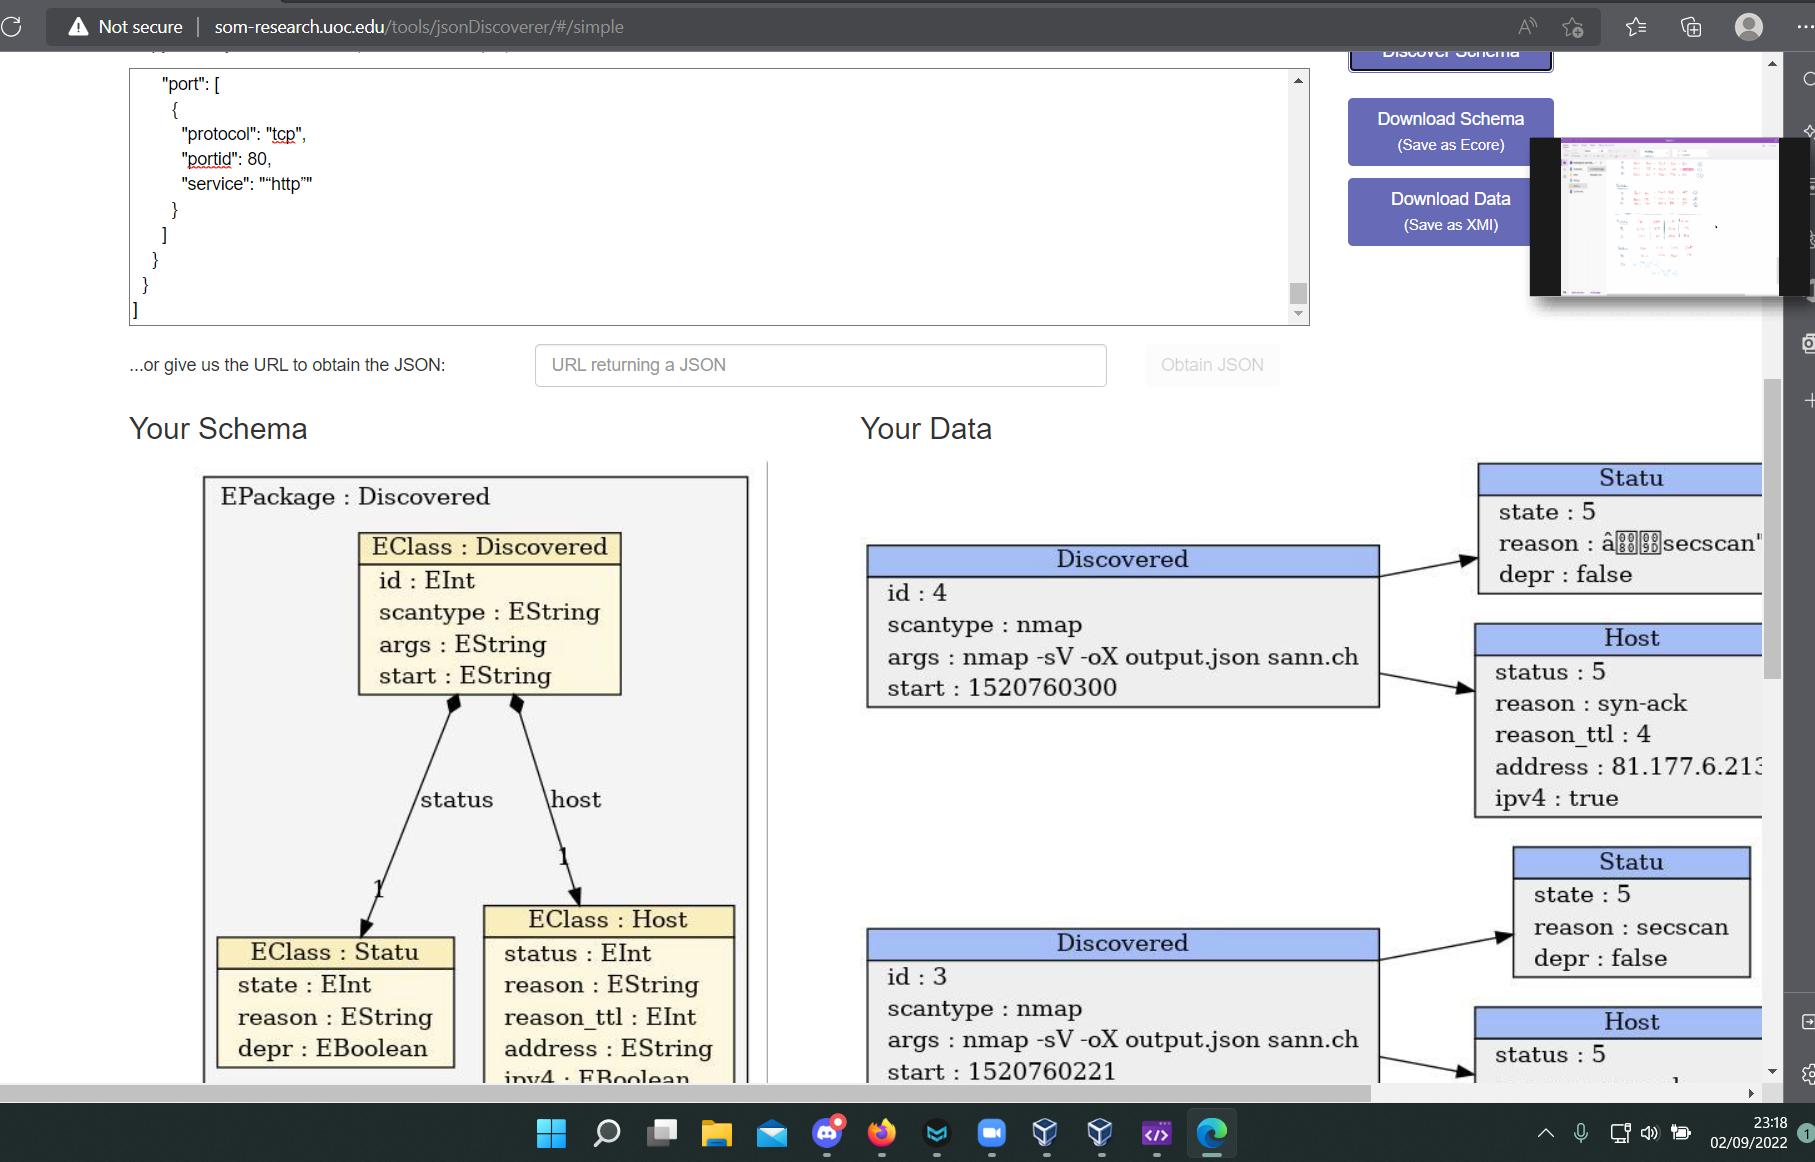 Not secure
som-research.uoc.edu/tools/jsonDiscoverer/#/simple
Discover Schema
"port": [
{
"protocol": "tcp",
"portid": 80,
"service": "“http”"
}
]
}
}
]
Download Schema
(Save as Ecore)
Download Data
(Save as XMI)
...or give us the URL to obtain the JSON:
URL returning a JSON
Obtain JSON
Your Schema
EPackage : Discovered
EClass : Discovered
id : EInt
scantype : EString
args : EString
start : EString
status
host
1
1
EClass : Statu
state : EInt
reason : EString
depr : EBoolean
EClass : Host
status : EInt
reason : EString
reason_ttl : EInt
address : EString
ipv4 : EBoolean
Your Data
Discovered
id : 4
scantype : nmap
args : nmap -sV -oX output.json sann.ch
start : 1520760300
Statu
state : 5
reason : â secscan"
depr : false
Host
status : 5
reason : syn-ack
reason_ttl : 4
address : 81.177.6.213
ipv4 : true
Discovered
id : 3
scantype : nmap
args : nmap -sV -oX output.json sann.ch
start : 1520760221
Statu
state : 5
reason : secscan
depr : false
Host
status : 5
23:18
02/09/2022
1